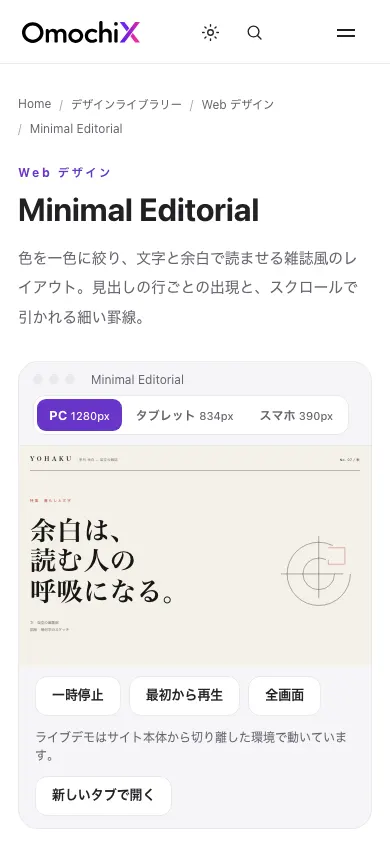 OmochiX
Home / デザインライブラリー / Web デザイン
/ Minimal Editorial
Web デザイン
Minimal Editorial
色を一色に絞り、文字と余白で読ませる雑誌風のレ
イアウト。見出しの行ごとの出現と、スクロールで
引かれる細い罫線。
Minimal Editorial
PC 1280px タブレット 834px スマホ 390px
YOHAKU
余白は、
読む人の
呼吸になる。
一時停止 最初から再生 全画面
ライブデモはサイト本体から切り離した環境で動いていま
す。
新しいタブで開く